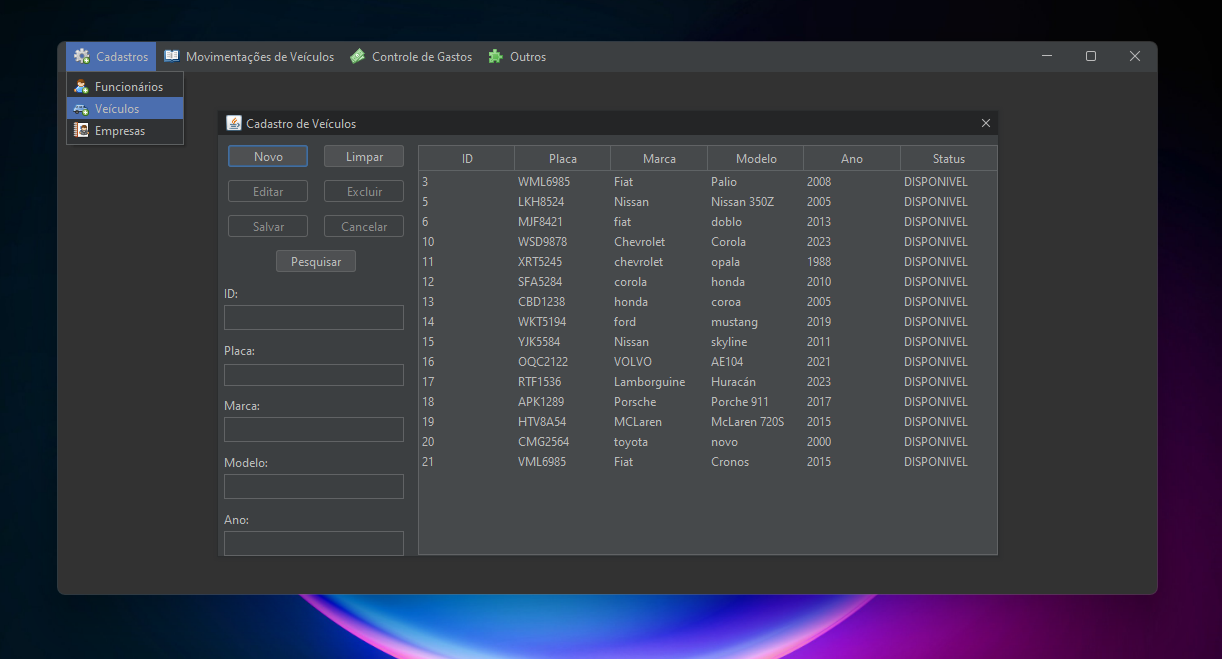 Cadastros Movimentações de Veículos Controle de Gastos Outros
Funcionários
Veículos
Empresas
Cadastro de Veículos
Novo Limpar
Editar Excluir
Salvar Cancelar
Pesquisar
ID:
Placa:
Marca:
Modelo:
Ano:
ID Placa Marca Modelo Ano Status
3 WML6985 Fiat Palio 2008 DISPONIVEL
5 LKH8524 Nissan Nissan 350Z 2005 DISPONIVEL
6 MJF8421 fiat doblo 2013 DISPONIVEL
10 WSD9878 Chevrolet Corola 2023 DISPONIVEL
11 XRT5245 chevrolet opala 1988 DISPONIVEL
12 SFA5284 corola honda 2010 DISPONIVEL
13 CBD1238 honda coroa 2005 DISPONIVEL
14 WKT5194 ford mustang 2019 DISPONIVEL
15 YJK5584 Nissan skyline 2011 DISPONIVEL
16 OQC2122 VOLVO AE104 2021 DISPONIVEL
17 RTF1536 Lamborguine Huracán 2023 DISPONIVEL
18 APK1289 Porsche Porche 911 2017 DISPONIVEL
19 HTV8A54 MCLaren McLaren 720S 2015 DISPONIVEL
20 CMG2564 toyota novo 2000 DISPONIVEL
21 VML6985 Fiat Cronos 2015 DISPONIVEL